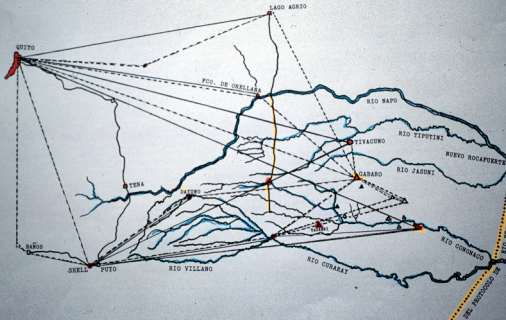 LAGO AGRIO
QUITO
FCO. DE ORELLANA
RIO NAPO
RIO TIPUTINI
TIVACUNO
NUEVO ROCAFUERTE
RIO JASUNI
GABARO
TENA
CAYUMO
BAÑOS
SHELL
PUYO
RIO VILLANO
RIO CURARAY
RIO CONONACO
DEL PROTOCOLO DE